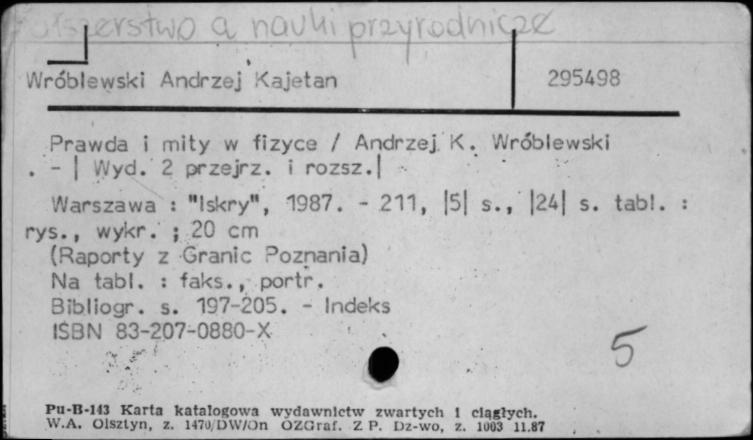 Fałszerstwo a nauki przyrodnicze
Wróblewski Andrzej Kajetan 295498
Prawda i mity w fizyce / Andrzej K. Wróblewski
. - | Wyd. 2 przejrz. i rozsz.|
Warszawa : "Iskry", 1987. - 211, |5| s., |24| s. tabl. :
rys., wykr. ; 20 cm
(Raporty z Granic Poznania)
Na tabl. : faks., portr.
Bibliogr. s. 197-205. - Indeks
ISBN 83-207-0880-X
5
Pu-B-143 Karta katalogowa wydawnictw zwartych i ciągłych.
W.A. Olsztyn, z. 1470/DW/On OZGraf. Z P. Dz-wo, z. 1003 11.87